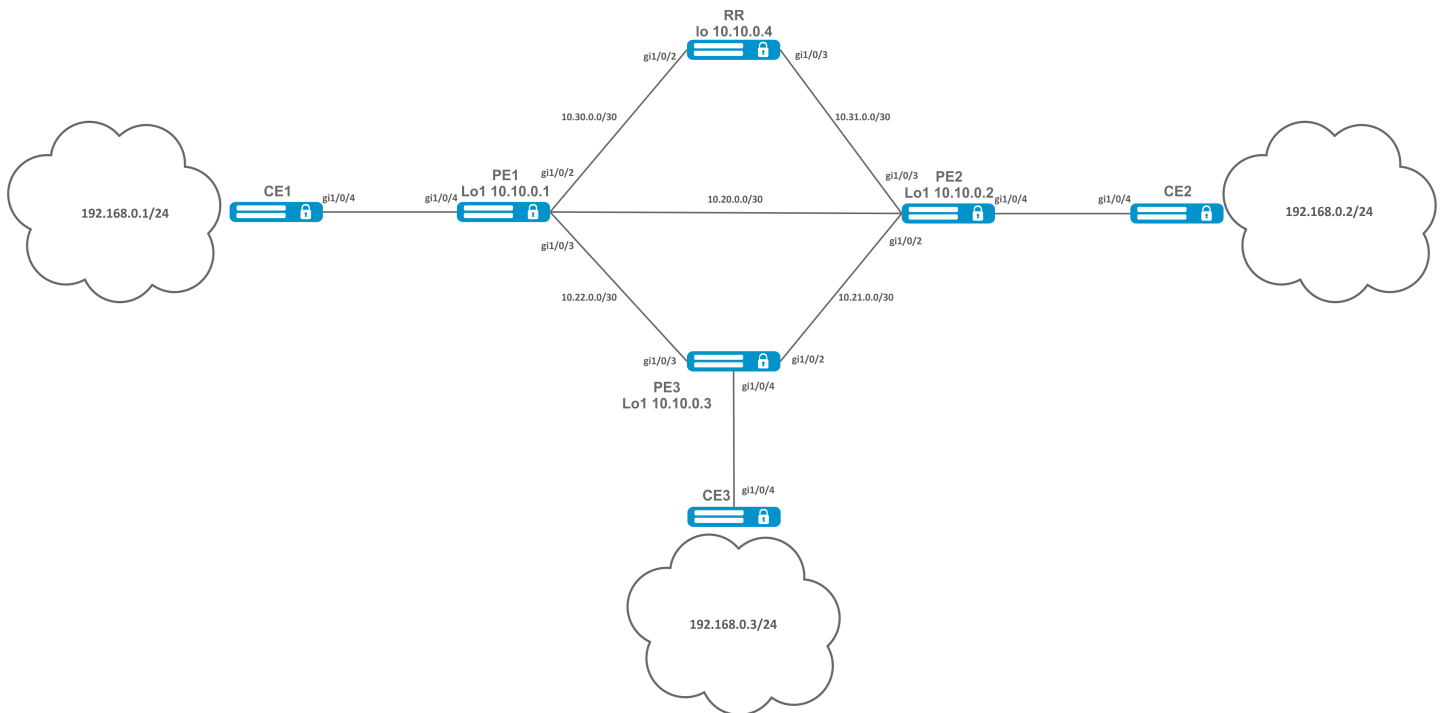 RR
lo 10.10.0.4
gi1/0/2
gi1/0/3
10.30.0.0/30
10.31.0.0/30
gi1/0/2
gi1/0/3
PE1
Lo1 10.10.0.1
PE2
Lo1 10.10.0.2
CE1
gi1/0/4
gi1/0/4
10.20.0.0/30
gi1/0/4
gi1/0/4
CE2
192.168.0.1/24
192.168.0.2/24
gi1/0/3
gi1/0/2
10.22.0.0/30
10.21.0.0/30
gi1/0/3
gi1/0/2
PE3
Lo1 10.10.0.3
gi1/0/4
CE3
gi1/0/4
192.168.0.3/24